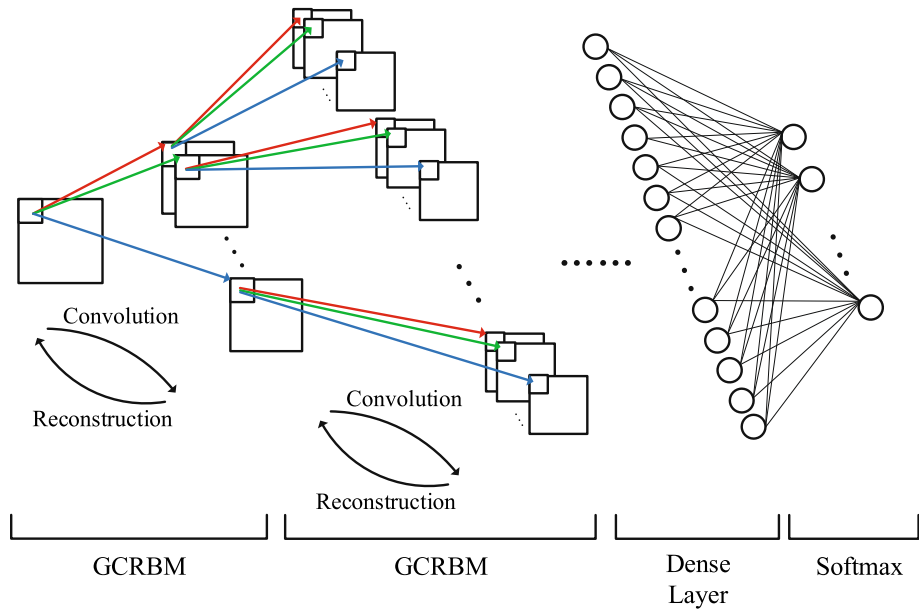 Convolution
Reconstruction
Convolution
Reconstruction
GCRBM
GCRBM
Dense
Layer
Softmax